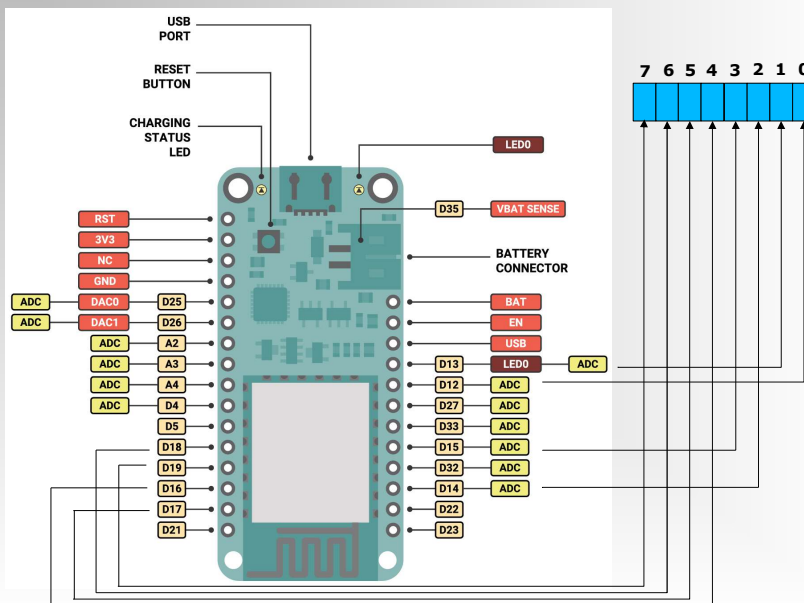 USB
PORT
RESET
BUTTON
CHARGING
STATUS
LED
LED0
7 6 5 4 3 2 1 0
D35 VBAT SENSE
BATTERY
CONNECTOR
RST
3V3
NC
GND
ADC DAC0 D25
BAT
ADC DAC1 D26
EN
ADC A2
USB
ADC A3
D13 LED0 ADC
ADC A4
D12 ADC
ADC D4
D27 ADC
D5
D33 ADC
D18
D15 ADC
D19
D32 ADC
D16
D14 ADC
D17
D22
D21
D23